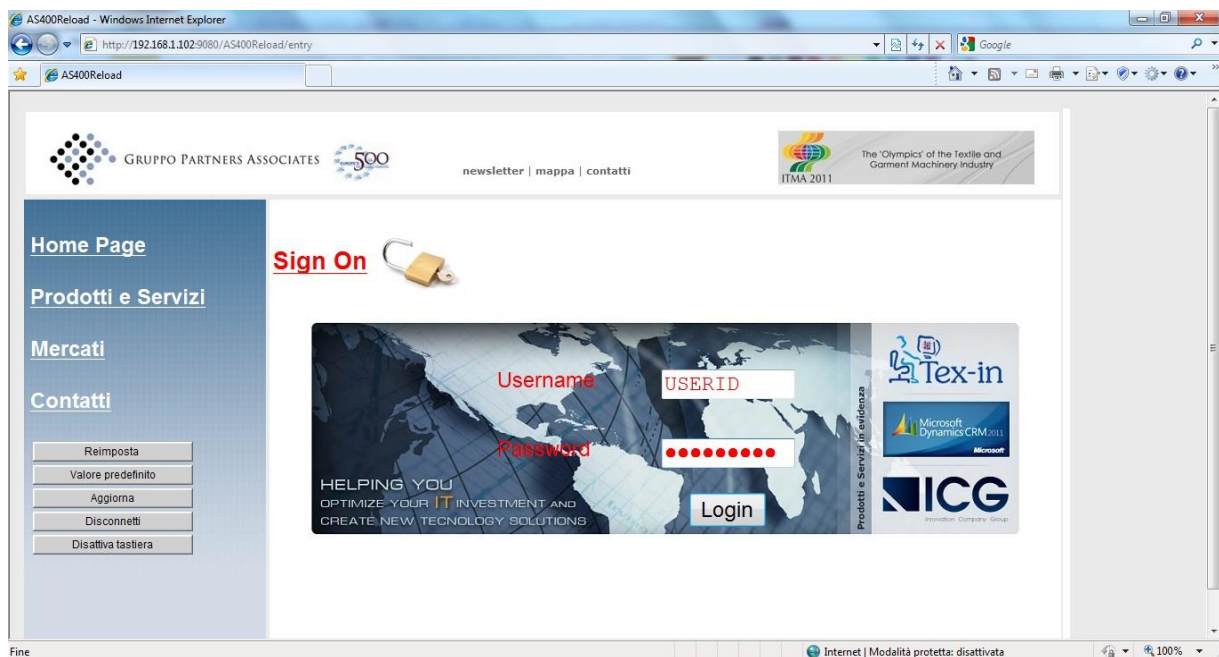 AS400Reload - Windows Internet Explorer
http://192.168.1.102:9080/AS400Reload/entry
Google
AS400Reload
GRUPPO PARTNERS ASSOCIATES
500
newsletter | mappa | contatti
ITMA 2011
The 'Olympics' of the Textile and
Garment Machinery Industry
Home Page
Prodotti e Servizi
Mercati
Contatti
Reimposta
Valore predefinito
Aggiorna
Disconnetti
Disattiva tastiera
Sign On
Username
USERID
Password
Login
HELPING YOU
OPTIMIZE YOUR IT INVESTMENT AND
CREATE NEW TECNOLOGY SOLUTIONS
Prodotti e Servizi in evidenza
Tex-in
Microsoft
Dynamics CRM 2011
Microsoft
ICG
Innovation Company Group
Fine
Internet | Modalità protetta: disattivata
100%